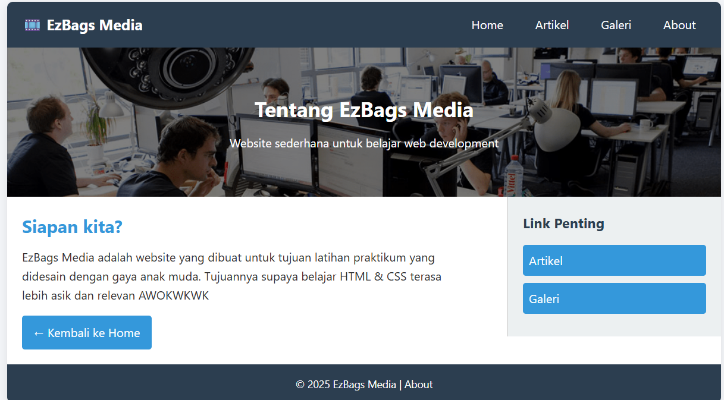 EzBags Media
Home Artikel Galeri About
Tentang EzBags Media
Website sederhana untuk belajar web development
Siapan kita?
EzBags Media adalah website yang dibuat untuk tujuan latihan praktikum yang
didesain dengan gaya anak muda. Tujuannya supaya belajar HTML & CSS terasa
lebih asik dan relevan AWOKWKWK
← Kembali ke Home
Link Penting
Artikel
Galeri
© 2025 EzBags Media | About